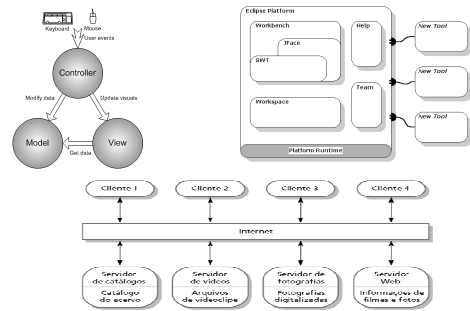 Keyboard
Mouse
User events
Controller
Modify data
Update visuals
Model
View
Get data
Eclipse Platform
Workbench
JFace
SWT
Workspace
Help
Team
Platform Runtime
New Tool
New Tool
New Tool
Cliente 1
Cliente 2
Cliente 3
Cliente 4
Internet
Servidor
de catálogos
Catálogo
do acervo
Servidor
de vídeos
Arquivos
de videoclipe
Servidor de
fotografias
Fotografias
digitalizadas
Servidor
Web
Informações de
filmes e fotos